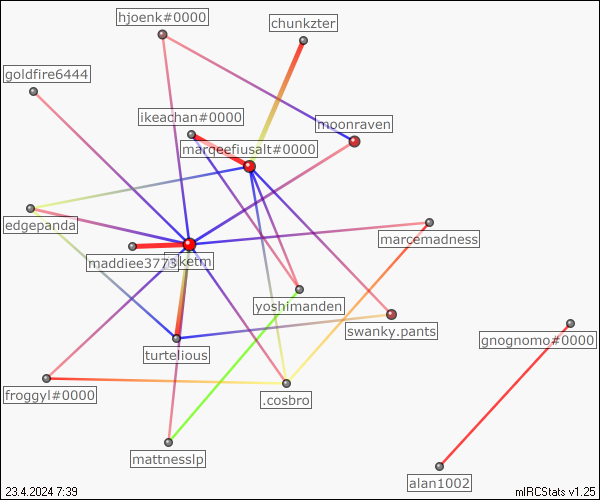 hjoenk#0000
chunkzter
goldfire6444
ikeachan#0000
moonraven
marqeefiusalt#0000
edgepanda
marcemadness
maddiee3773
ketm
yoshimanden
swanky.pants
gnognomo#0000
turtelious
froggyl#0000
.cosbro
mattnesslp
alan1002
23.4.2024 7:39
mIRCStats v1.25